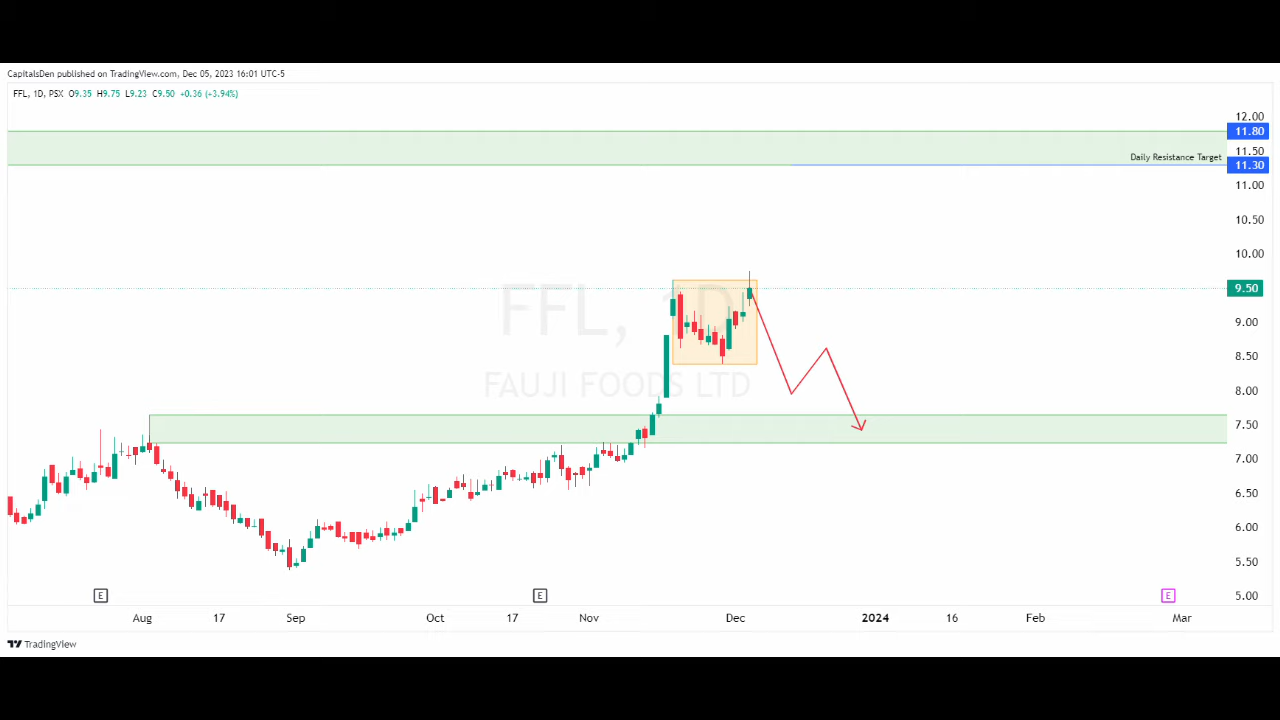 CapitalsDen published on TradingView.com, Dec 05, 2023 16:01 UTC-5
FFL, 1D, PSX O9.35 H9.75 L9.23 C9.50 +0.36 (+3.94%)
12.00
11.80
11.50
Daily Resistance Target
11.30
11.00
10.50
10.00
9.50
FFL, 1D
9.00
8.50
FAUJI FOODS LTD
8.00
7.50
7.00
6.50
6.00
5.50
E E E
5.00
Aug 17 Sep Oct 17 Nov Dec 2024 16 Feb Mar
TradingView